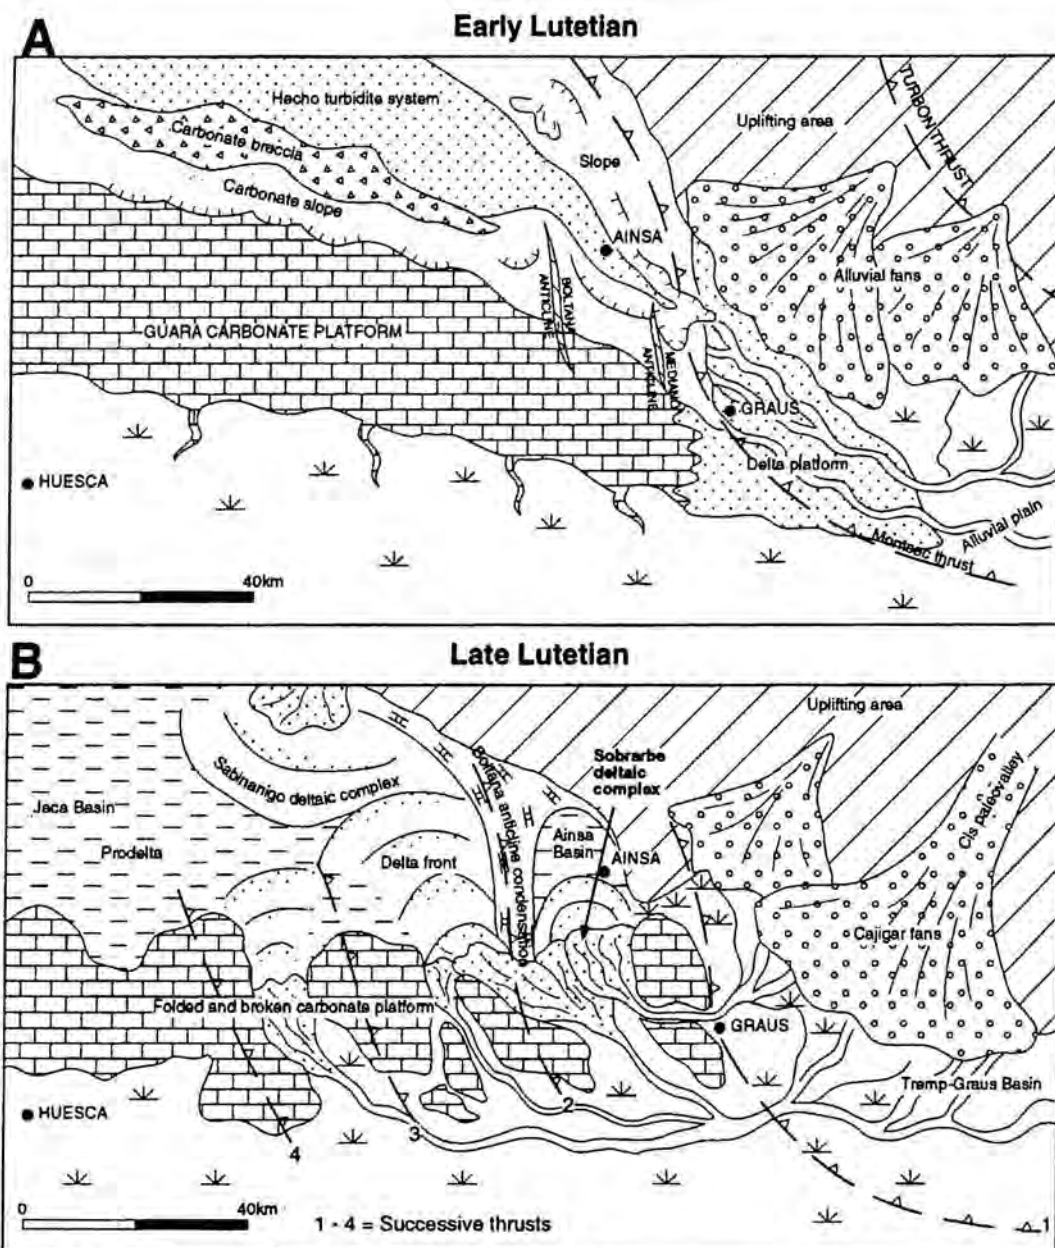 A
Early Lutetian
Hecho turbidite system
Carbonate breccia
Carbonate slope
Slope
Uplifting area
TURBON THRUST
AINSA
Alluvial fans
BOLTANA
ANTICLINE
GUARA CARBONATE PLATFORM
MEDIANO
ANTICLINE
GRAUS
HUESCA
Delta platform
Alluvial plain
Montsec thrust
0
40km
B
Late Lutetian
Uplifting area
Sobrarbe
deltaic
complex
Sabinanigo deltaic complex
Boltana anticline condensation
Cis paleovalley
Jaca Basin
Prodelta
Delta front
Ainsa
Basin
AINSA
Cajigar fans
Folded and broken carbonate platform
GRAUS
Tremp-Graus Basin
HUESCA
2
3
4
0
40km
1 - 4 = Successive thrusts
1